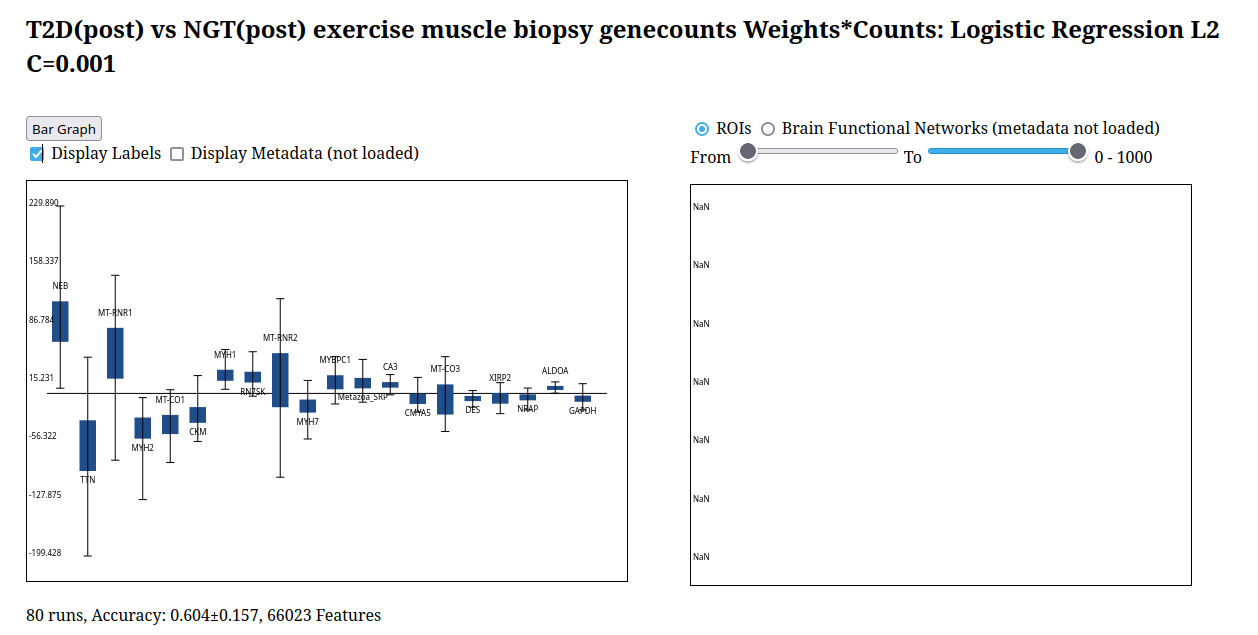 T2D(post) vs NGT(post) exercise muscle biopsy genecounts Weights*Counts: Logistic Regression L2
C=0.001
Bar Graph
Display Labels Display Metadata (not loaded)
ROIs Brain Functional Networks (metadata not loaded)
From To 0 - 1000
229.890
158.337
NEB
MT-RNR1
86.784
MT-RNR2
MYH1
MYBPC1
CA3
MT-CO3
ALDOA
15.231
XIRP2
RN7SK
Metazoa_SRP
MT-CO1
CMYA5
DES
NRAP
GAPDH
MYH7
CKM
-56.322
MYH2
TTN
-127.875
-199.428
NaN
NaN
NaN
NaN
NaN
NaN
NaN
80 runs, Accuracy: 0.604±0.157, 66023 Features